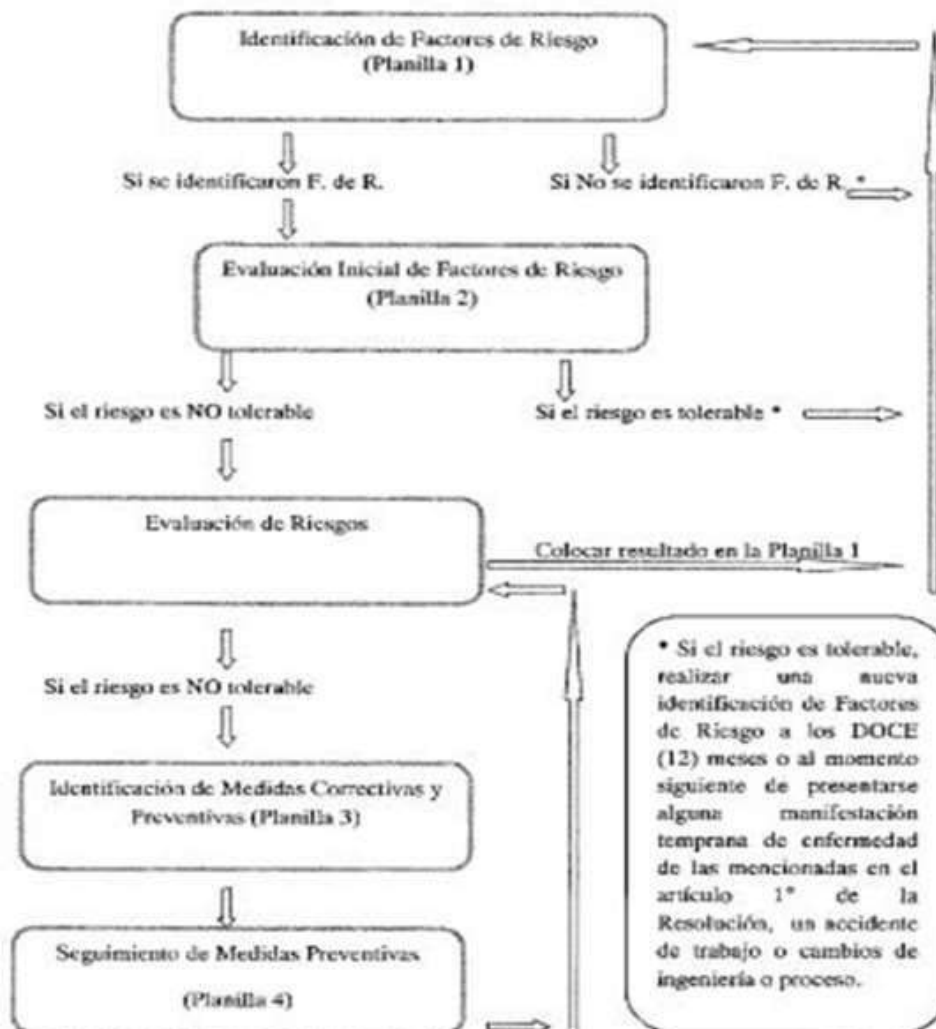 Identificación de Factores de Riesgo
(Planilla 1)
Si se identificaron F. de R.
Si No se identificaron F. de R. *
Evaluación Inicial de Factores de Riesgo
(Planilla 2)
Si el riesgo es NO tolerable
Si el riesgo es tolerable *
Evaluación de Riesgos
Colocar resultado en la Planilla 1
Si el riesgo es NO tolerable
Identificación de Medidas Correctivas y
Preventivas (Planilla 3)
Seguimiento de Medidas Preventivas
(Planilla 4)
* Si el riesgo es tolerable,
realizar una nueva
identificación de Factores
de Riesgo a los DOCE
(12) meses o al momento
siguiente de presentarse
alguna manifestación
temprana de enfermedad
de las mencionadas en el
artículo 1° de la
Resolución, un accidente
de trabajo o cambios de
ingeniería o proceso.